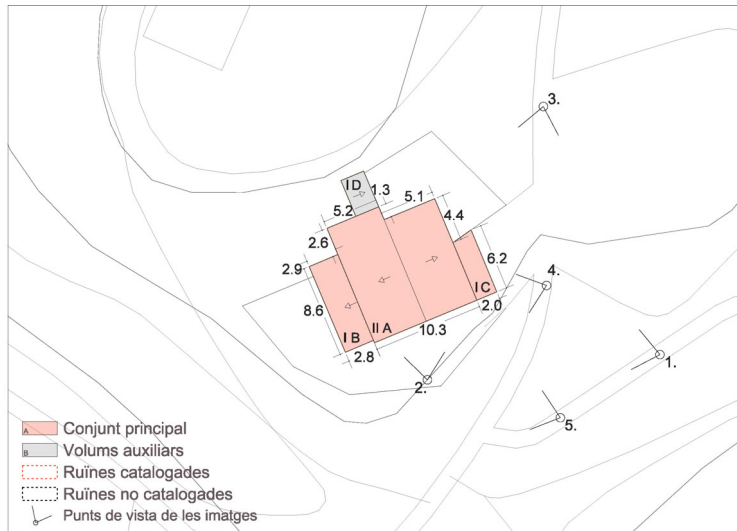 3.
I D
1.3
5.1
5.2
4.4
2.6
6.2
2.9
4.
I C
8.6
2.0
II A
10.3
I B
2.8
1.
2.
5.
A Conjunt principal
B Volums auxiliars
Ruïnes catalogades
Ruïnes no catalogades
Punts de vista de les imatges